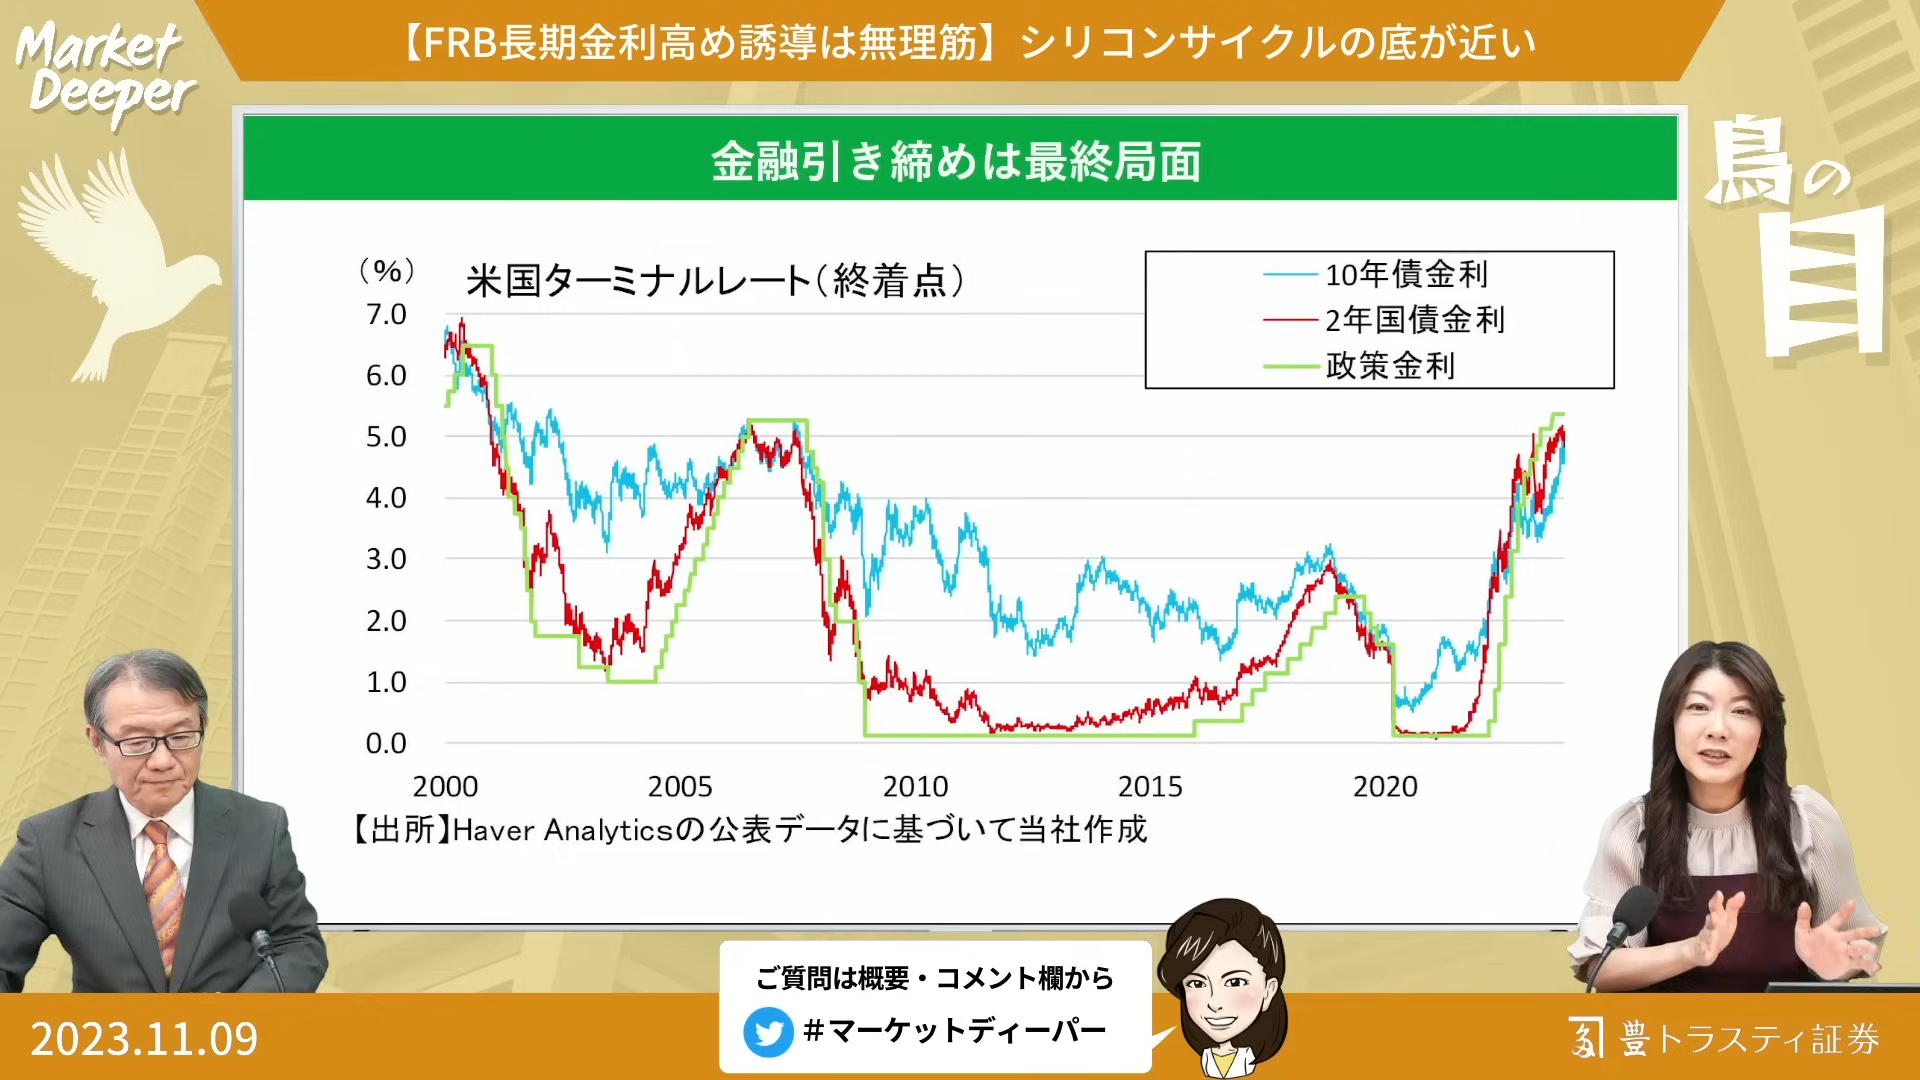 Market
Deeper
【FRB長期金利高め誘導は無理筋】シリコンサイクルの底が近い
鳥の
目
金融引き締めは最終局面
（%）
米国ターミナルレート（終着点）
10年債金利
2年国債金利
政策金利
7.0
6.0
5.0
4.0
3.0
2.0
1.0
0.0
2000 2005 2010 2015 2020
【出所】Haver Analyticsの公表データに基づいて当社作成
ご質問は概要・コメント欄から
#マーケットディーパー
2023.11.09
豊トラスティ証券